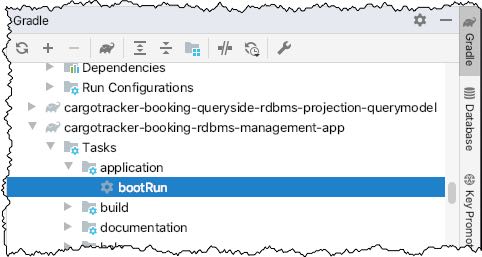 Gradle
Dependencies
Run Configurations
cargotracker-booking-queryside-rdbms-projection-querymodel
cargotracker-booking-rdbms-management-app
Tasks
application
bootRun
build
documentation
Gradle
Database
Key Promo